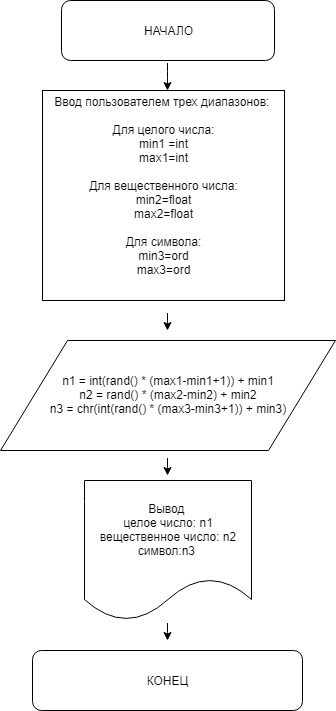 НАЧАЛО
Ввод пользователем трех диапазонов:
Для целого числа:
min1 =int
max1=int
Для вещественного числа:
min2=float
max2=float
Для символа:
min3=ord
max3=ord
n1 = int(rand() * (max1-min1+1)) + min1
n2 = rand() * (max2-min2) + min2
n3 = chr(int(rand() * (max3-min3+1)) + min3)
Вывод
целое число: n1
вещественное число: n2
символ:n3
КОНЕЦ